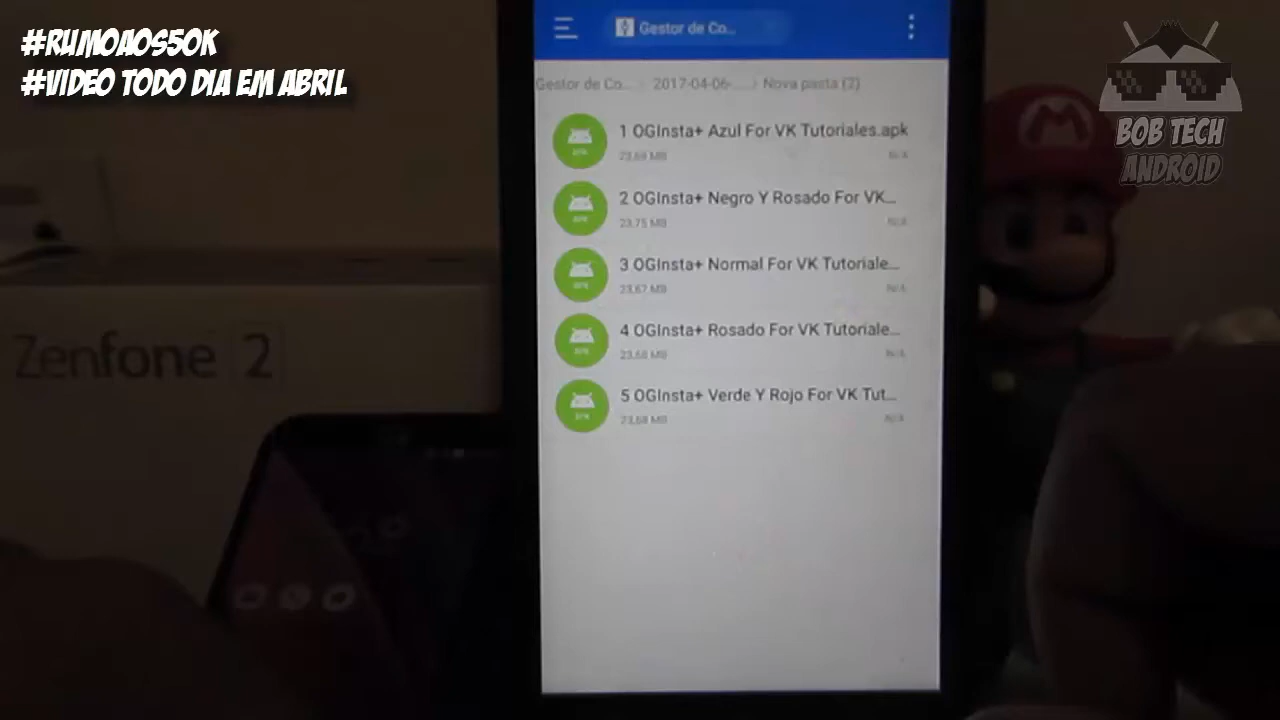 #RUMOAOS50K
#VIDEO TODO DIA EM ABRIL
BOB TECH
ANDROID
Gestor de Co...
Gestor de Co... > 2017-04-06-... > Nova pasta (2)
1 OGInsta+ Azul For VK Tutoriales.apk
23,69 MB N/A
2 OGInsta+ Negro Y Rosado For VK...
23,75 MB N/A
3 OGInsta+ Normal For VK Tutoriale...
23,67 MB N/A
4 OGInsta+ Rosado For VK Tutoriale...
23,68 MB N/A
5 OGInsta+ Verde Y Rojo For VK Tut...
23,68 MB N/A
Zenfone 2
M